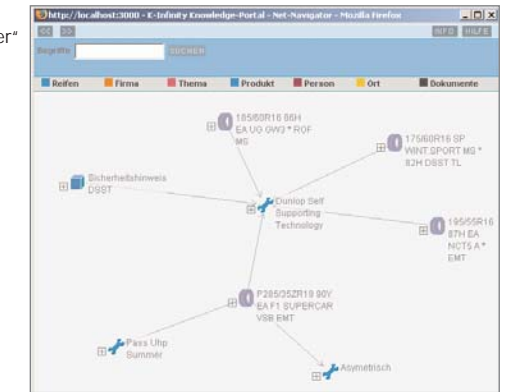 er“
http://localhost:3000 - K-Infinity Knowledge-Portal - Net-Navigator - Mozilla Firefox
<< >> INFO HILFE
Begriffe SUCHEN
Reifen Firma Thema Produkt Person Ort Dokumente
185/60R16 86H
EA UG GW3 * ROF
MS
175/60R16 SP
WINT.SPORT MS *
82H DSST TL
Sicherheitshinweis
DSST
Dunlop Self
Supporting
Technology
195/55R16
87H EA
NCT5 A *
EMT
P285/35ZR19 90Y
EA F1 SUPERCAR
VSB EMT
Pass Uhp
Summer
Asymetrisch